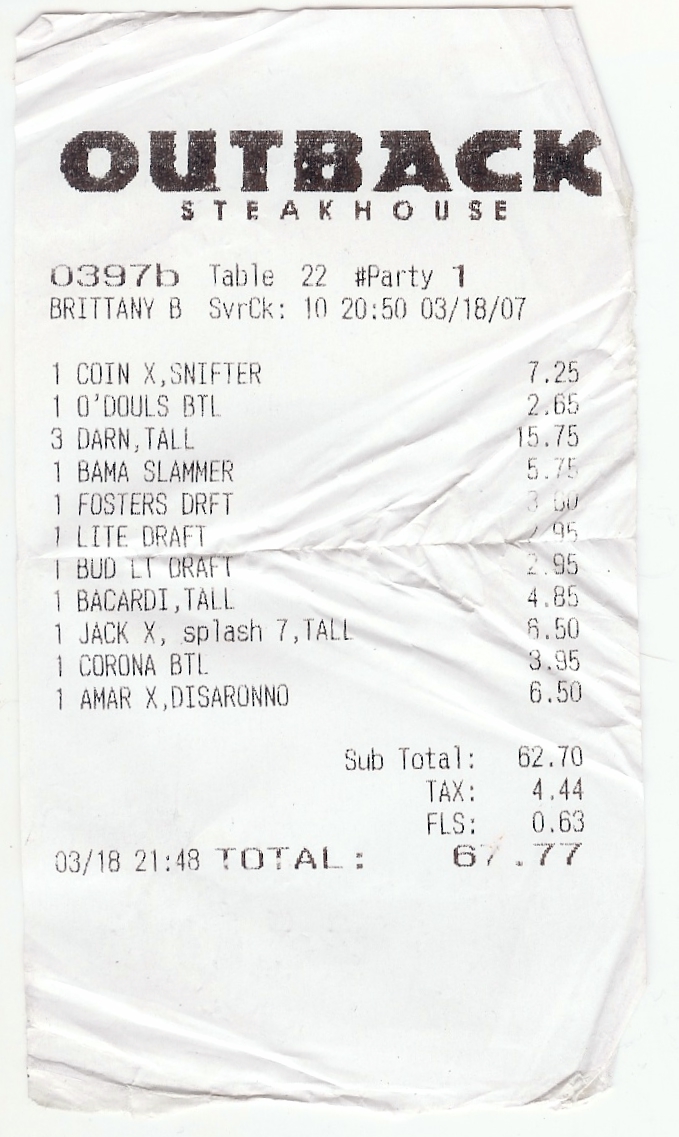 OUTBACK
STEAKHOUSE
0397b Table 22 #Party 1
BRITTANY B SvrCk: 10 20:50 03/18/07
1 COIN X,SNIFTER 7.25
1 O'DOULS BTL 2.65
3 DARN,TALL 15.75
1 BAMA SLAMMER 5.75
1 FOSTERS DRFT 3.60
1 LITE DRAFT 2.95
1 BUD LT DRAFT 2.95
1 BACARDI,TALL 4.85
1 JACK X, splash 7,TALL 6.50
1 CORONA BTL 3.95
1 AMAR X,DISARONNO 6.50
Sub Total: 62.70
TAX: 4.44
FLS: 0.63
03/18 21:48 TOTAL: 67.77